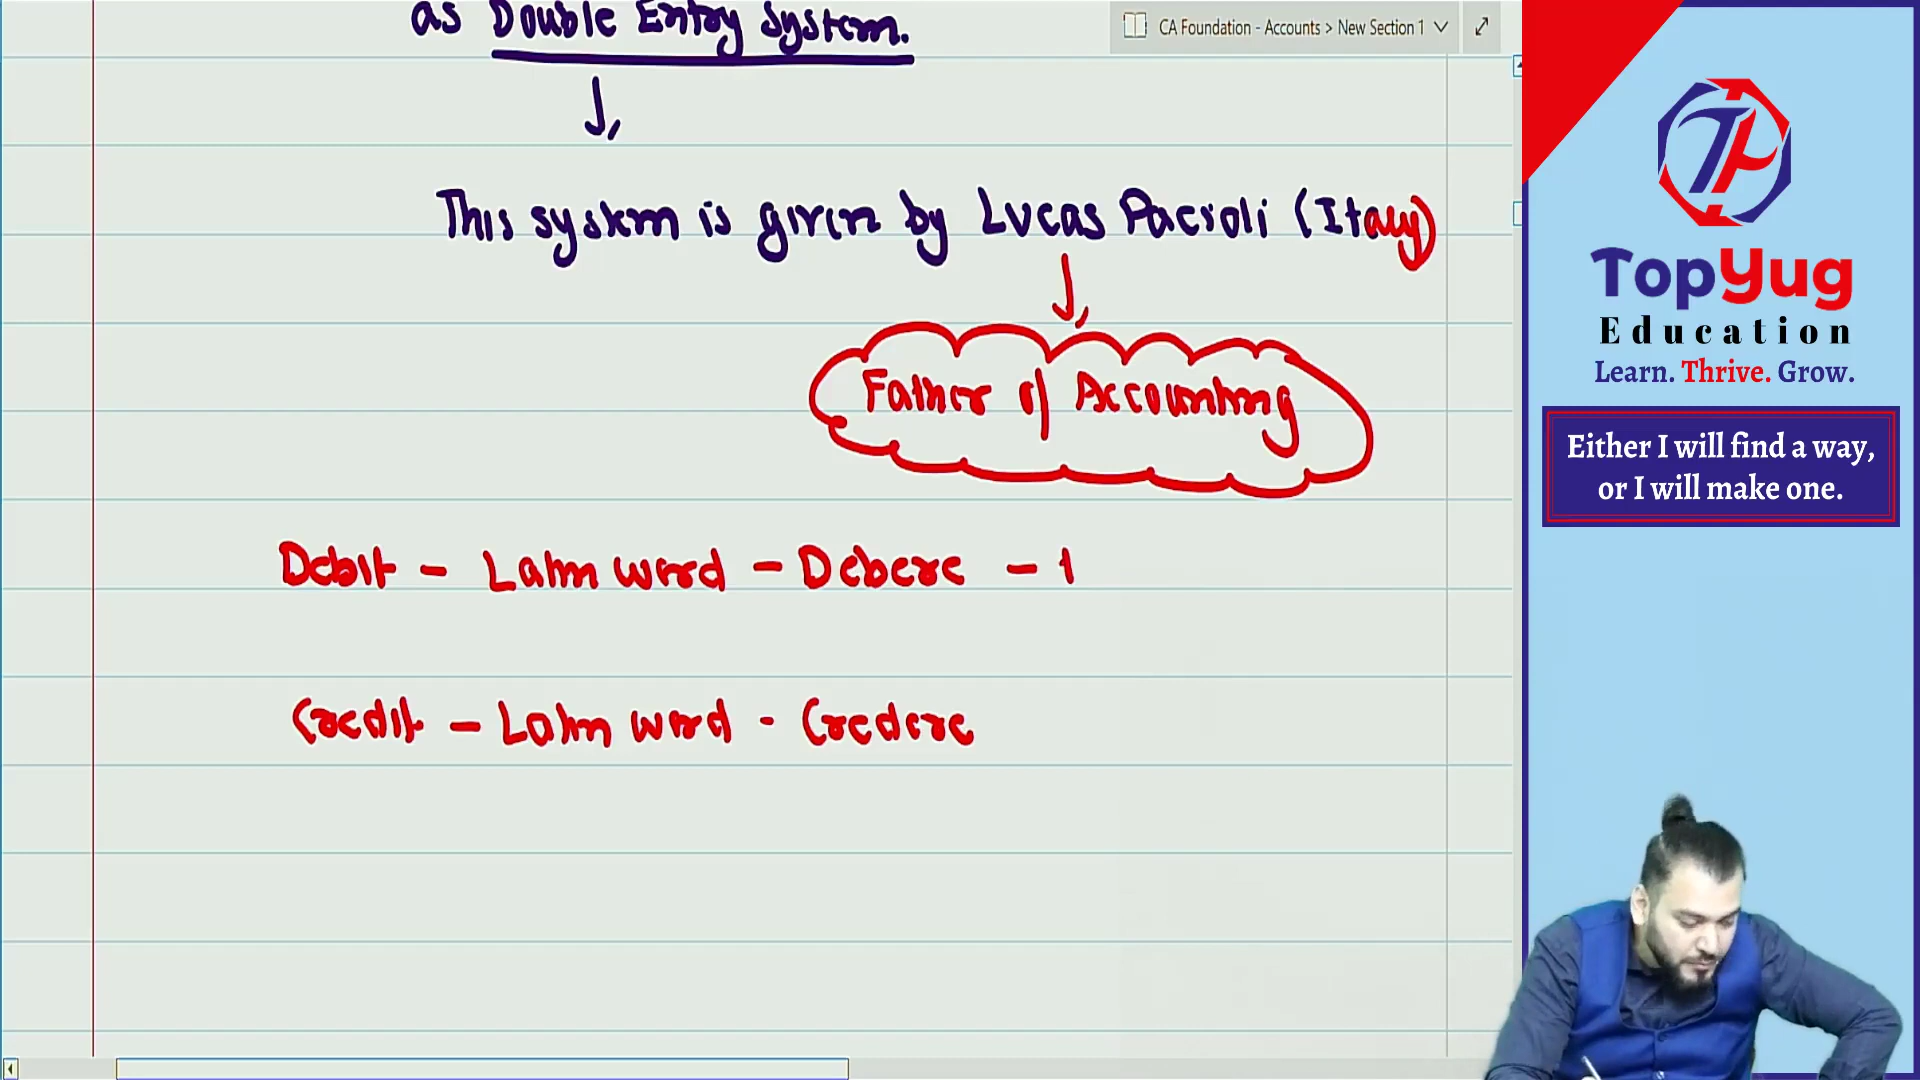 as Double Entry System.
CA Foundation - Accounts > New Section 1
This system is given by Lucas Pacioli (Italy)
Father of Accounting
Debit - Latin word - Debere -
Credit - Latin word - Credere
TopYug
Education
Learn. Thrive. Grow.
Either I will find a way,
or I will make one.